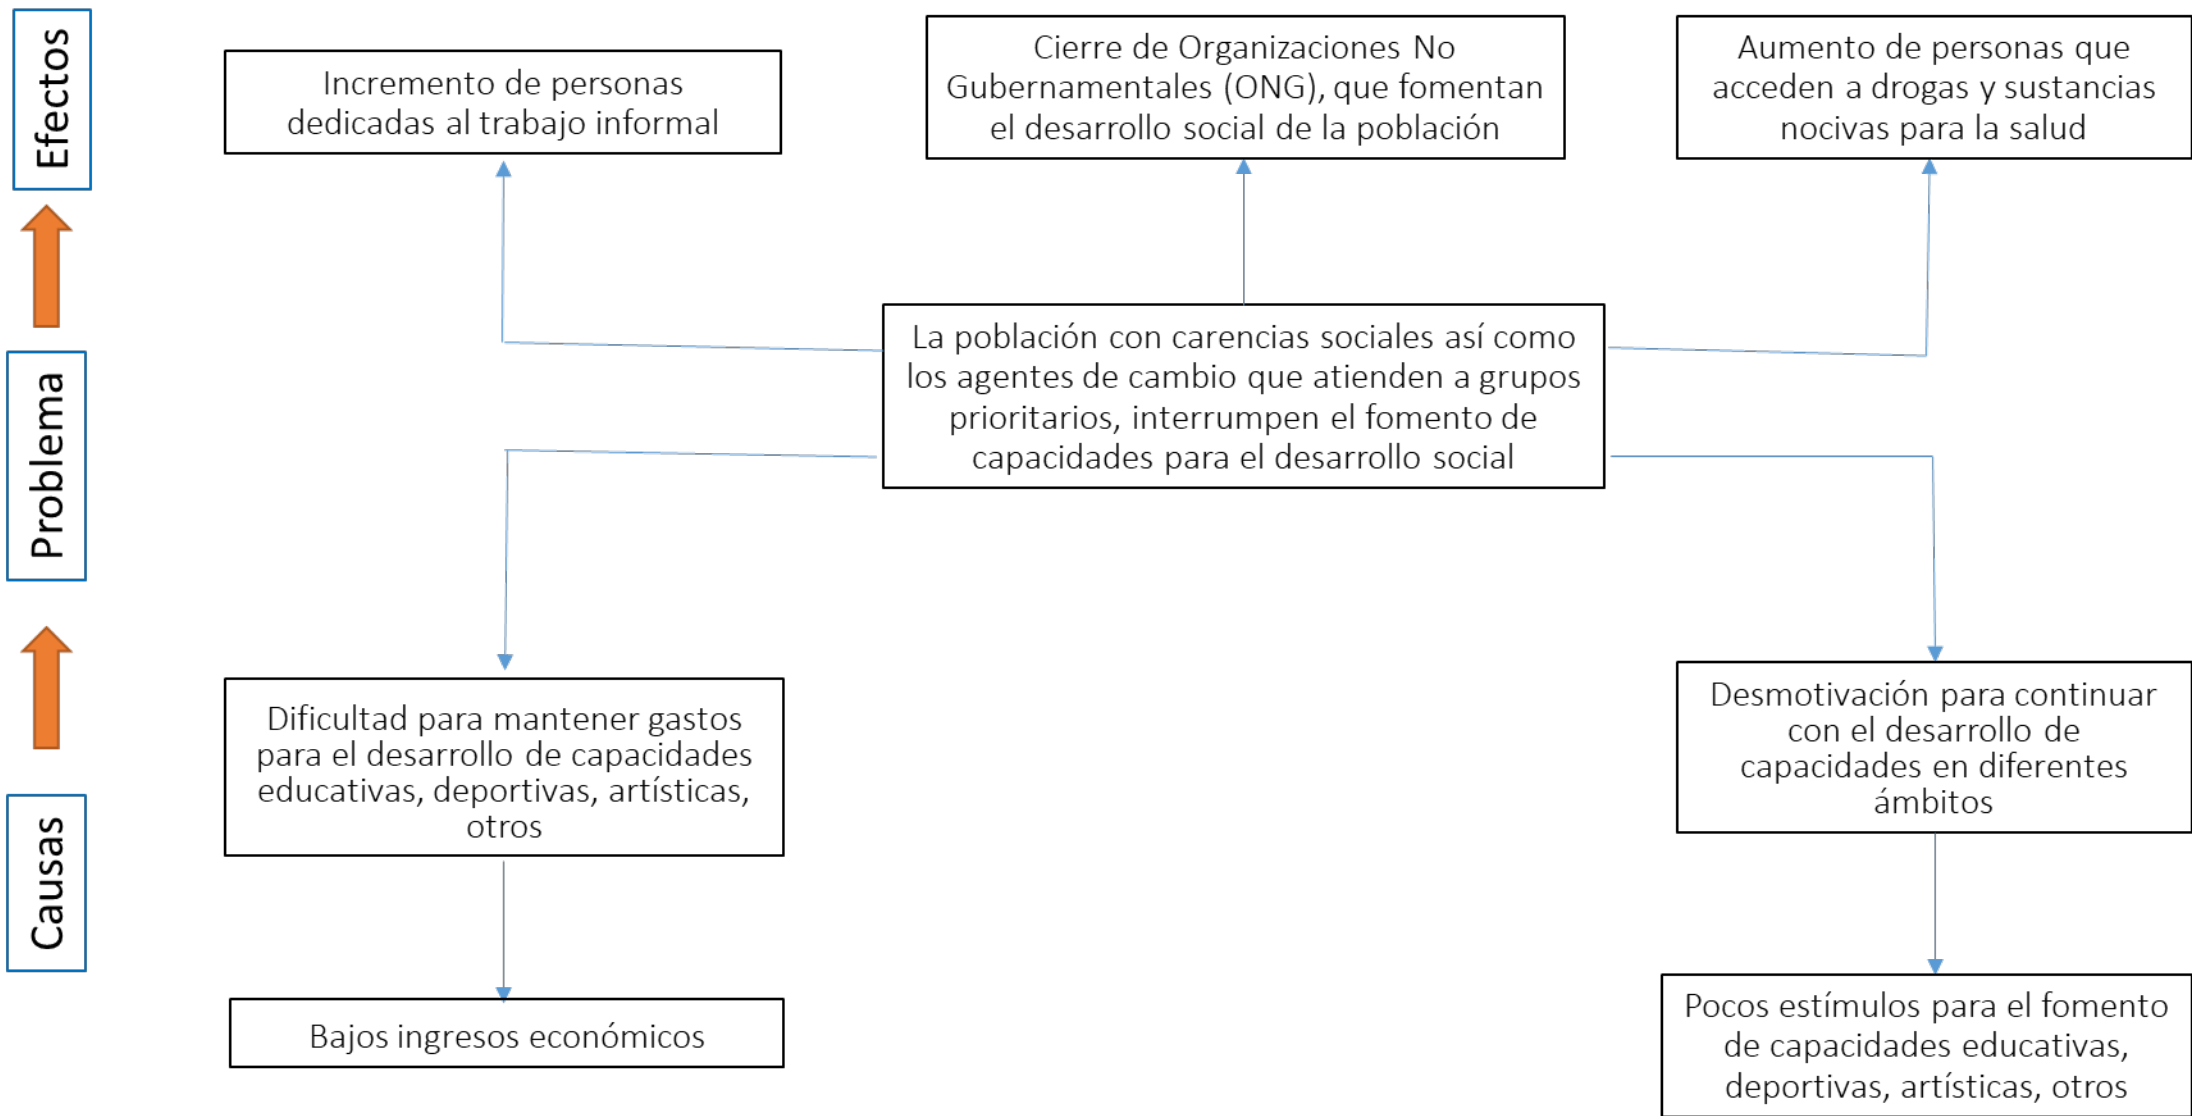 Efectos
Incremento de personas
dedicadas al trabajo informal
Cierre de Organizaciones No
Gubernamentales (ONG), que fomentan
el desarrollo social de la población
Aumento de personas que
acceden a drogas y sustancias
nocivas para la salud
Problema
La población con carencias sociales así como
los agentes de cambio que atienden a grupos
prioritarios, interrumpen el fomento de
capacidades para el desarrollo social
Causas
Dificultad para mantener gastos
para el desarrollo de capacidades
educativas, deportivas, artísticas,
otros
Desmotivación para continuar
con el desarrollo de
capacidades en diferentes
ámbitos
Bajos ingresos económicos
Pocos estímulos para el fomento
de capacidades educativas,
deportivas, artísticas, otros